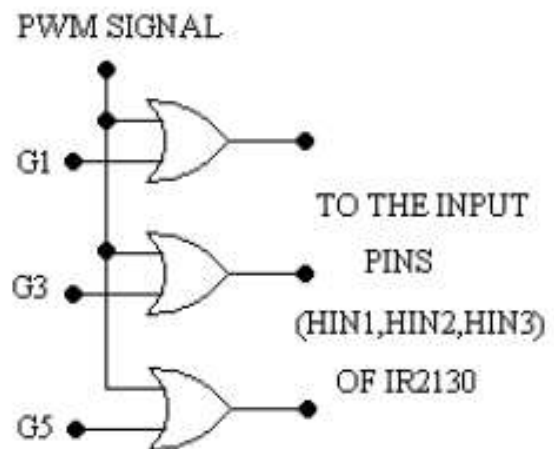 PWM SIGNAL
G1
TO THE INPUT
PINS
G3
(HIN1,HIN2,HIN3)
OF IR2130
G5